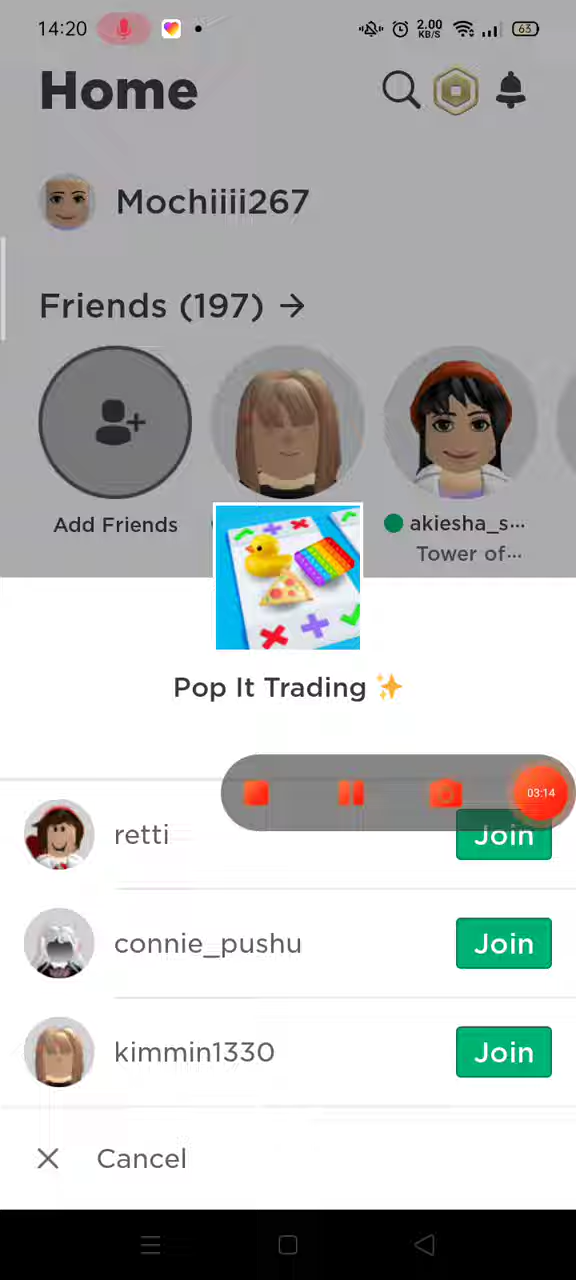 14:20
2.00
KB/S
63
Home
Mochiiii267
Friends (197) →
Add Friends
akiesha_s...
Tower of...
Pop It Trading ✨
03:14
retti
Join
connie_pushu
Join
kimmin1330
Join
Cancel